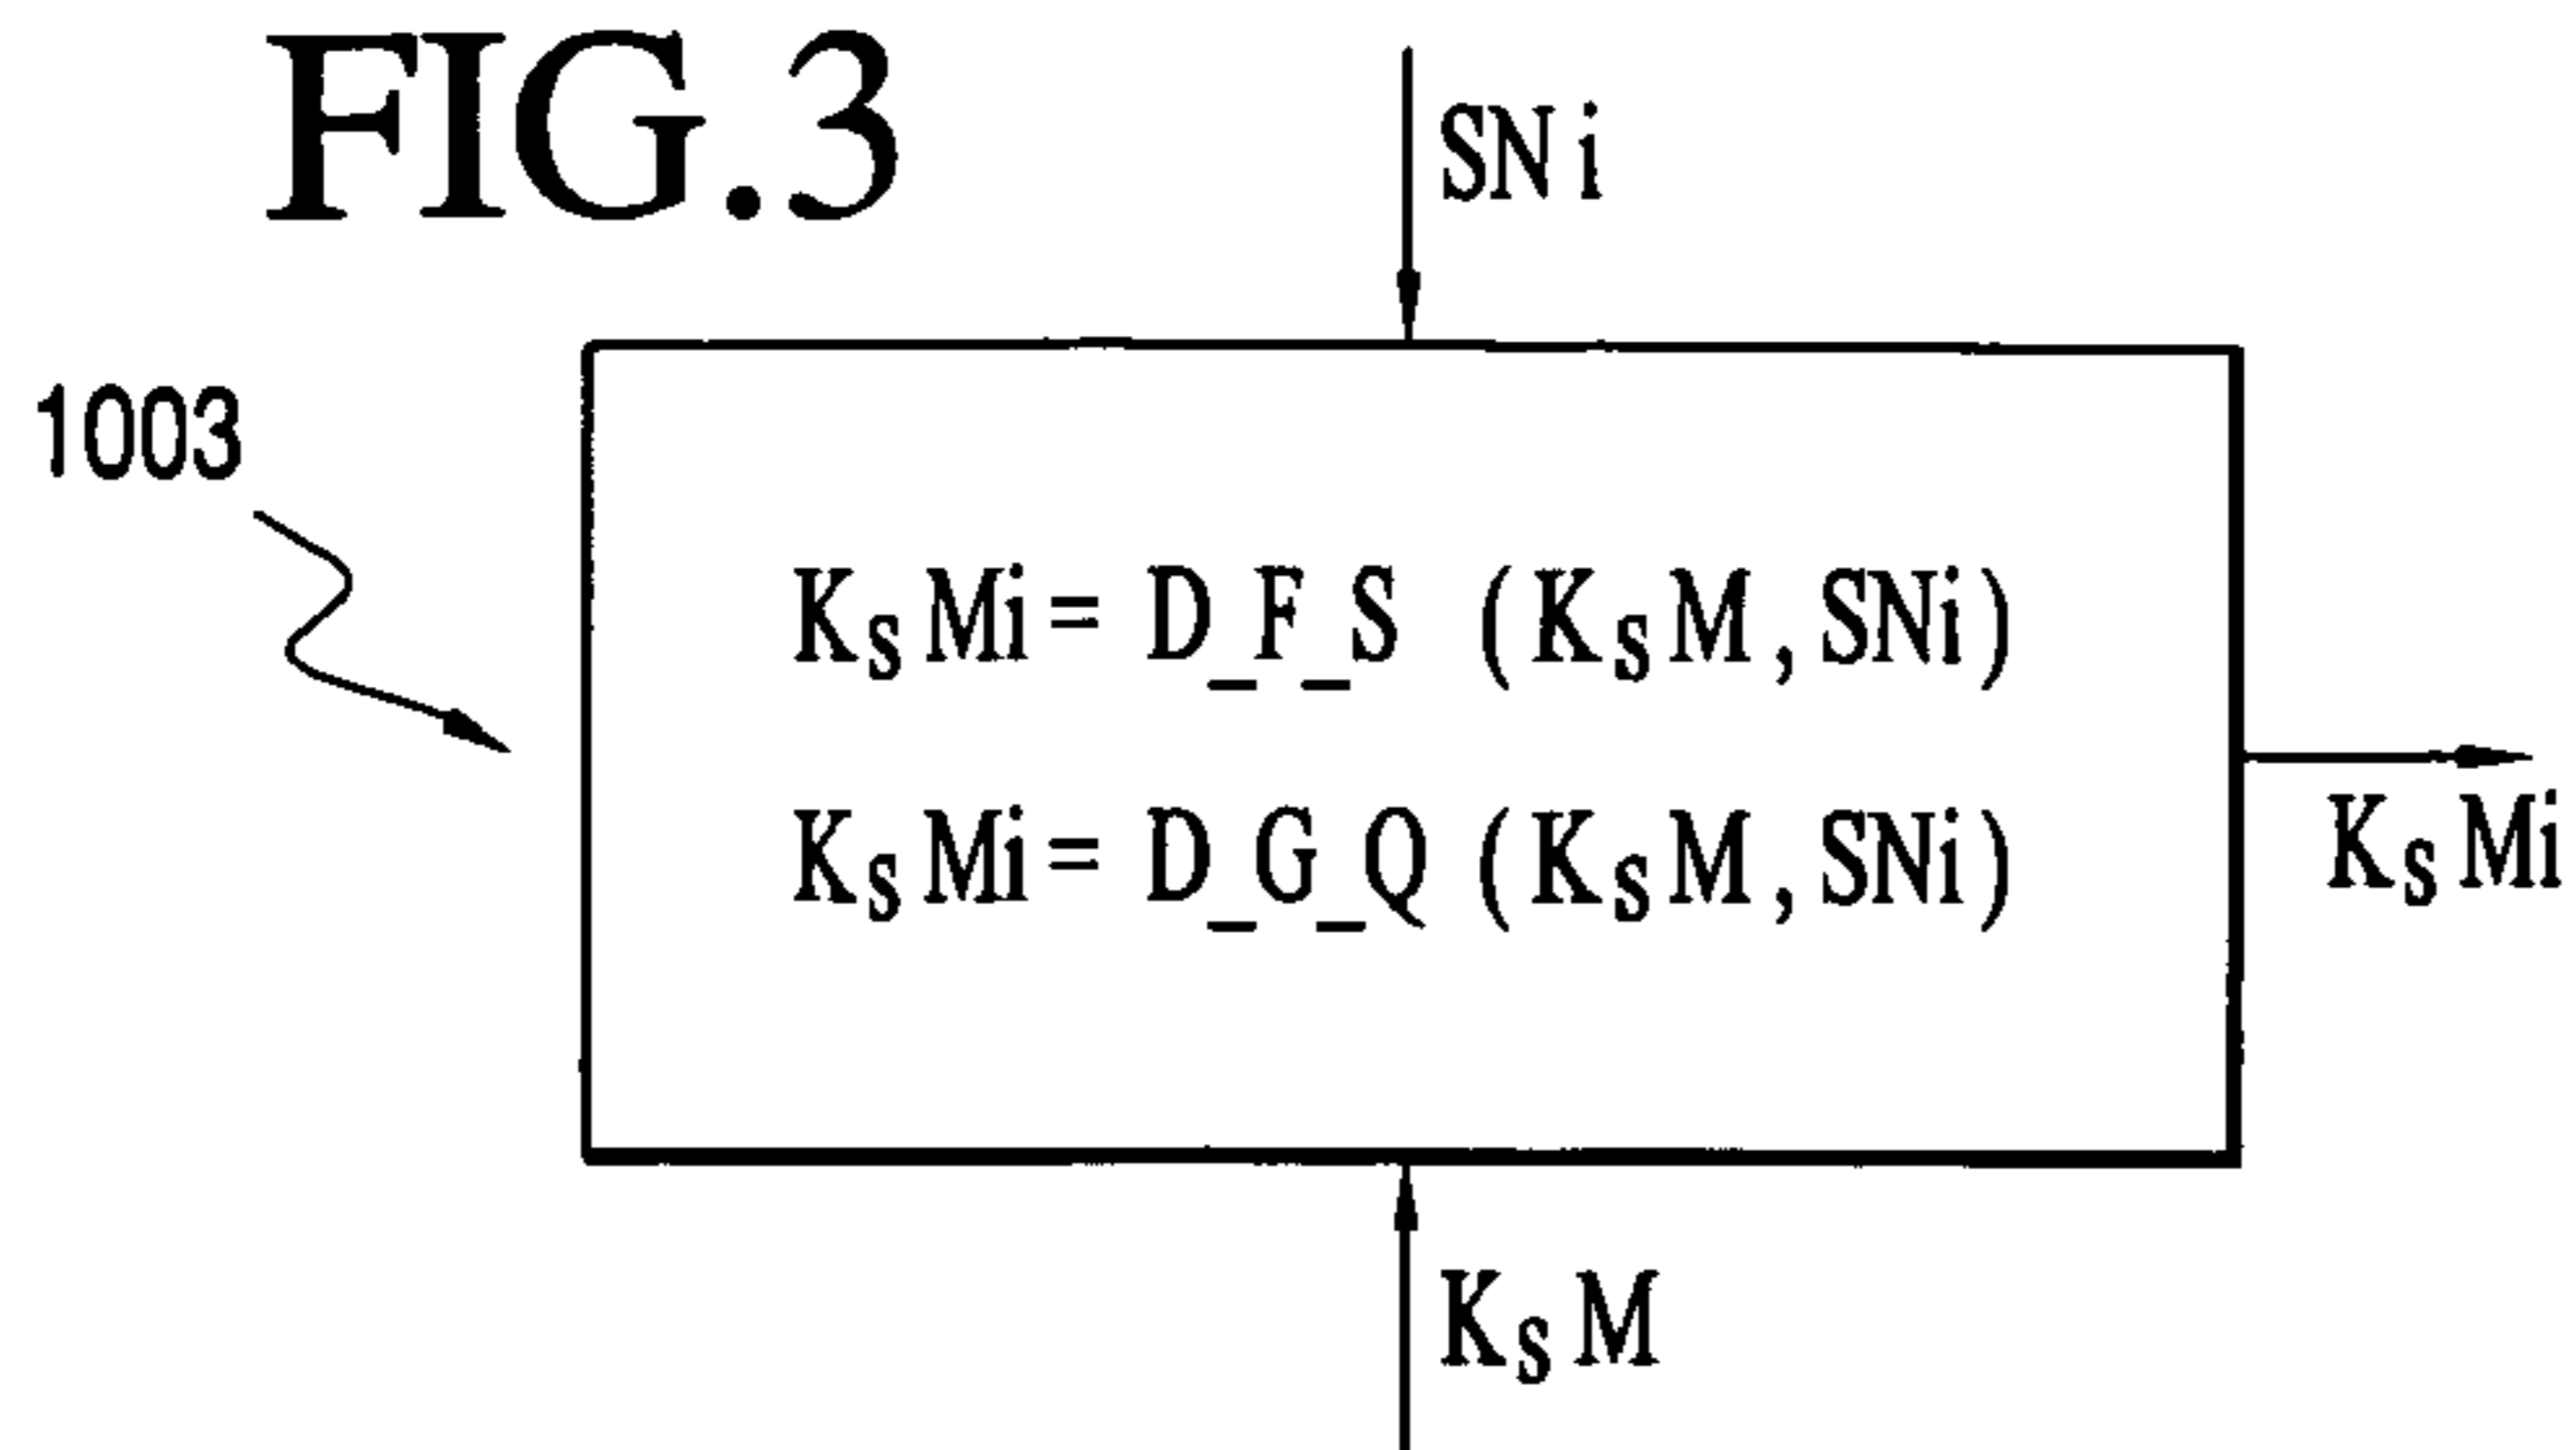 FIG.3
SNi
1003
KsMi= D_F_S (KsM,SNi)
KsMi= D_G_Q (KsM,SNi)
KsMi
KsM